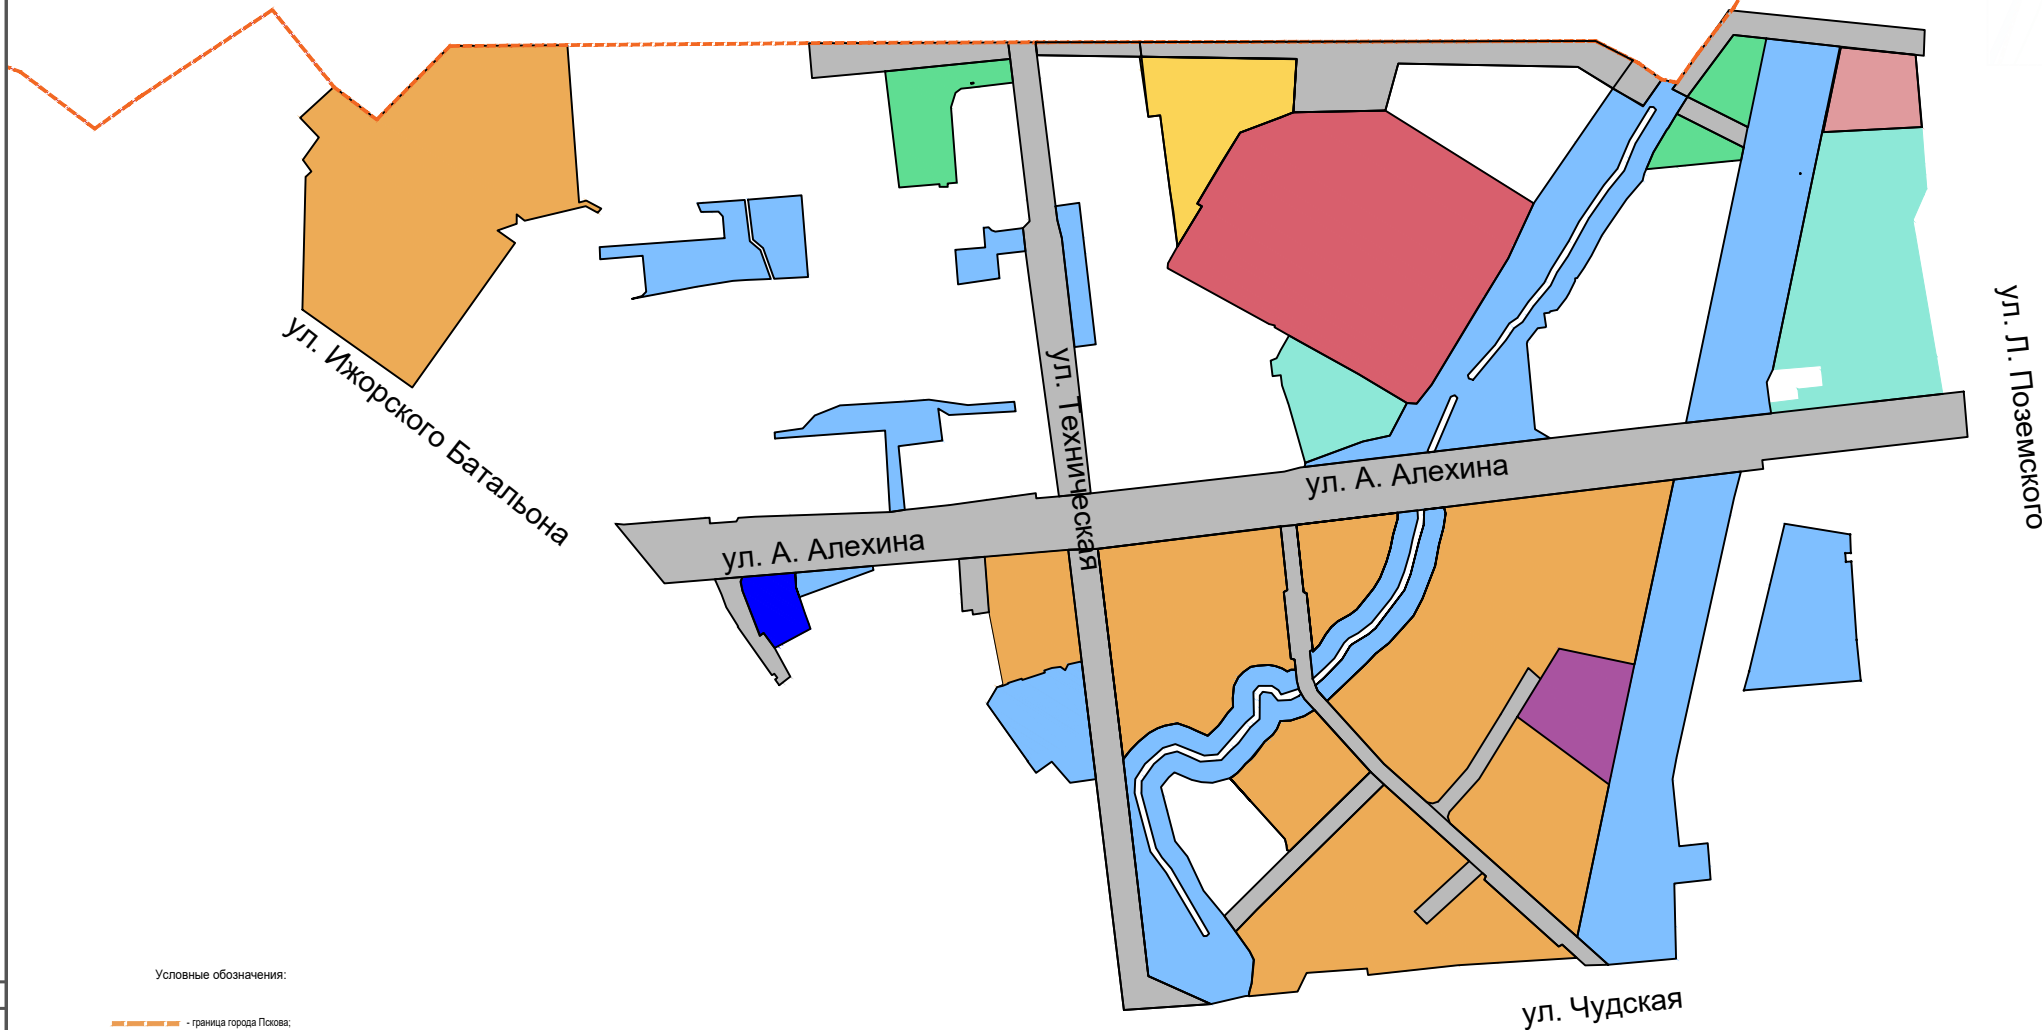 ул. Ижорского Батальона
ул. Техническая
ул. Л. Поземского
ул. А. Алехина
ул. А. Алехина
ул. Чудская
Условные обозначения:
- граница города Пскова;